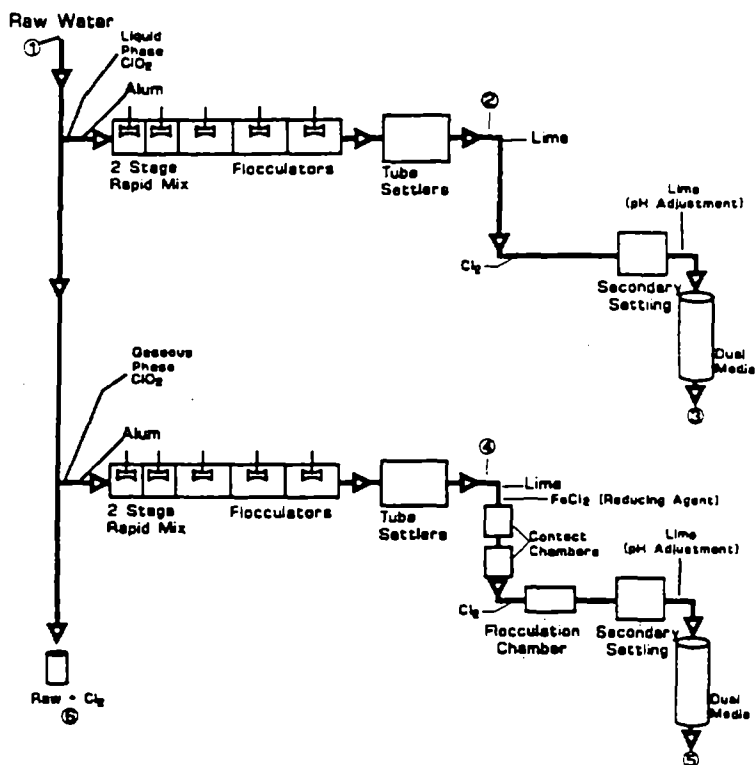 Raw Water
①
Liquid
Phase
ClO₂
Alum
2 Stage
Rapid Mix
Flocculators
Tube
Settlers
②
Lime
Cl₂
Lime
(pH Adjustment)
Secondary
Settling
Dual
Media
③
Gaseous
Phase
ClO₂
Alum
2 Stage
Rapid Mix
Flocculators
Tube
Settlers
④
Lime
FeCl₂ (Reducing Agent)
Contact
Chambers
Cl₂
Flocculation
Chamber
Lime
(pH Adjustment)
Secondary
Settling
Dual
Media
⑤
Raw + Cl₂
⑥